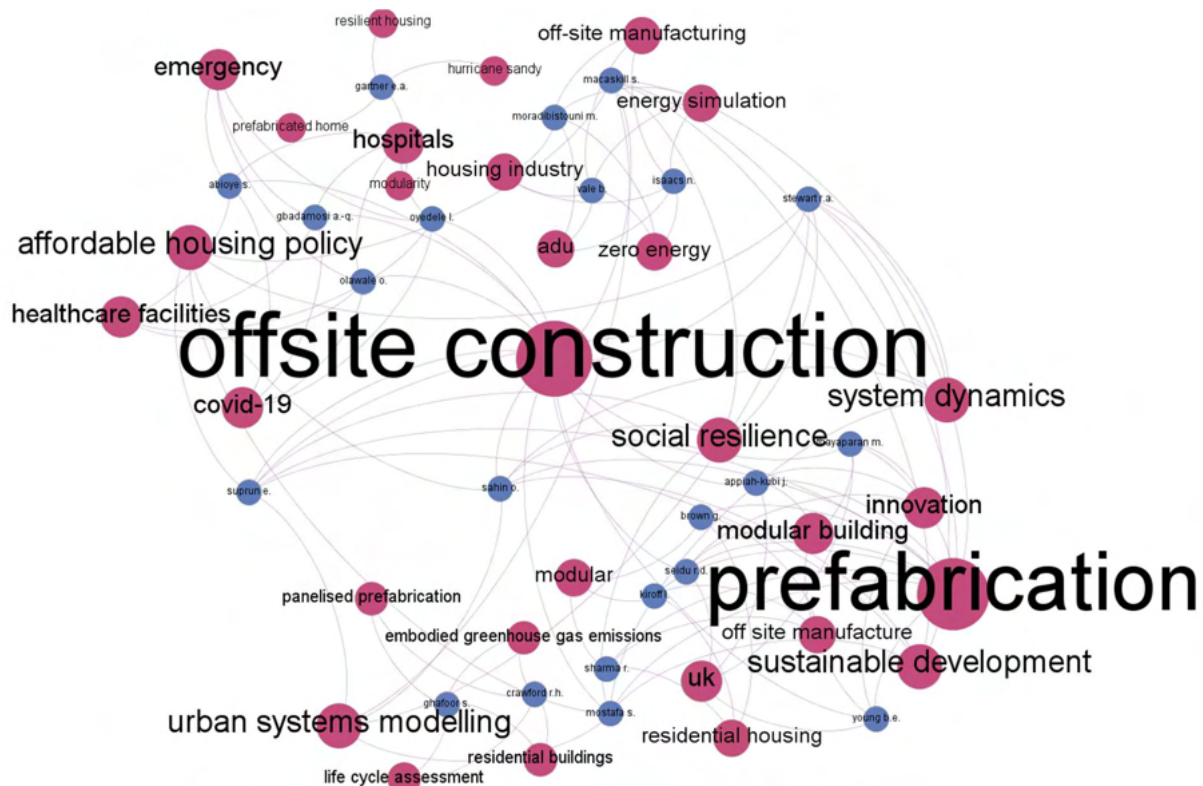 resilient housing
off-site manufacturing
emergency
hurricane sandy
macaskill s.
gartner e.a.
energy simulation
moradibistouni m.
prefabricated home
hospitals
housing industry
modularity
isaacs n.
abioye s.
vale b.
stewart r.a.
gbadamosi a.-q.
oyedele l.
affordable housing policy
adu
zero energy
olawale o.
healthcare facilities
offsite construction
system dynamics
covid-19
social resilience
ayaparan m.
appiah-kubi j.
sahin o.
suprun e.
innovation
brown g.
modular building
modular
seidu r.d.
prefabrication
kiroff l.
panelised prefabrication
off site manufacture
embodied greenhouse gas emissions
sustainable development
sharma r.
uk
crawford r.h.
ghafoor s.
mostafa s.
young b.e.
urban systems modelling
residential housing
residential buildings
life cycle assessment